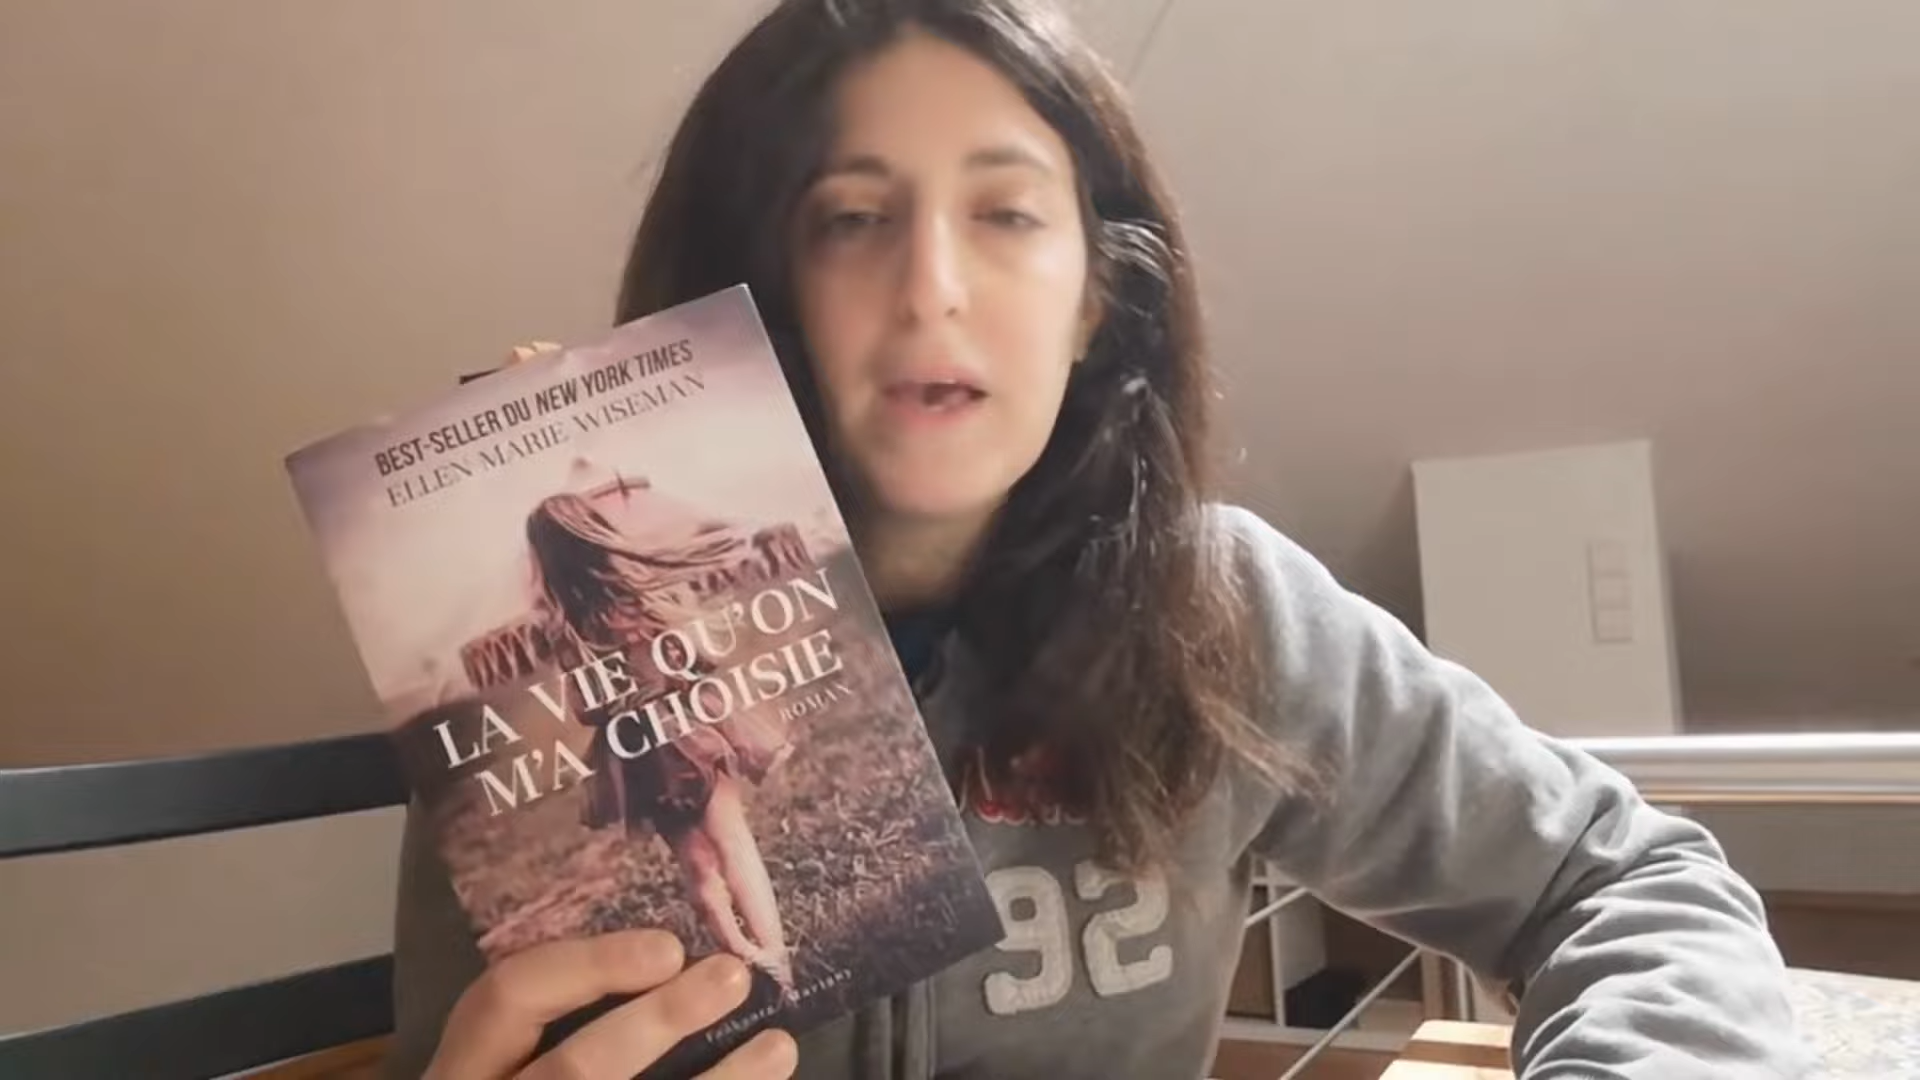 BEST-SELLER DU NEW YORK TIMES
ELLEN MARIE WISEMAN
LA VIE QU'ON
M'A CHOISIE
ROMAN
92